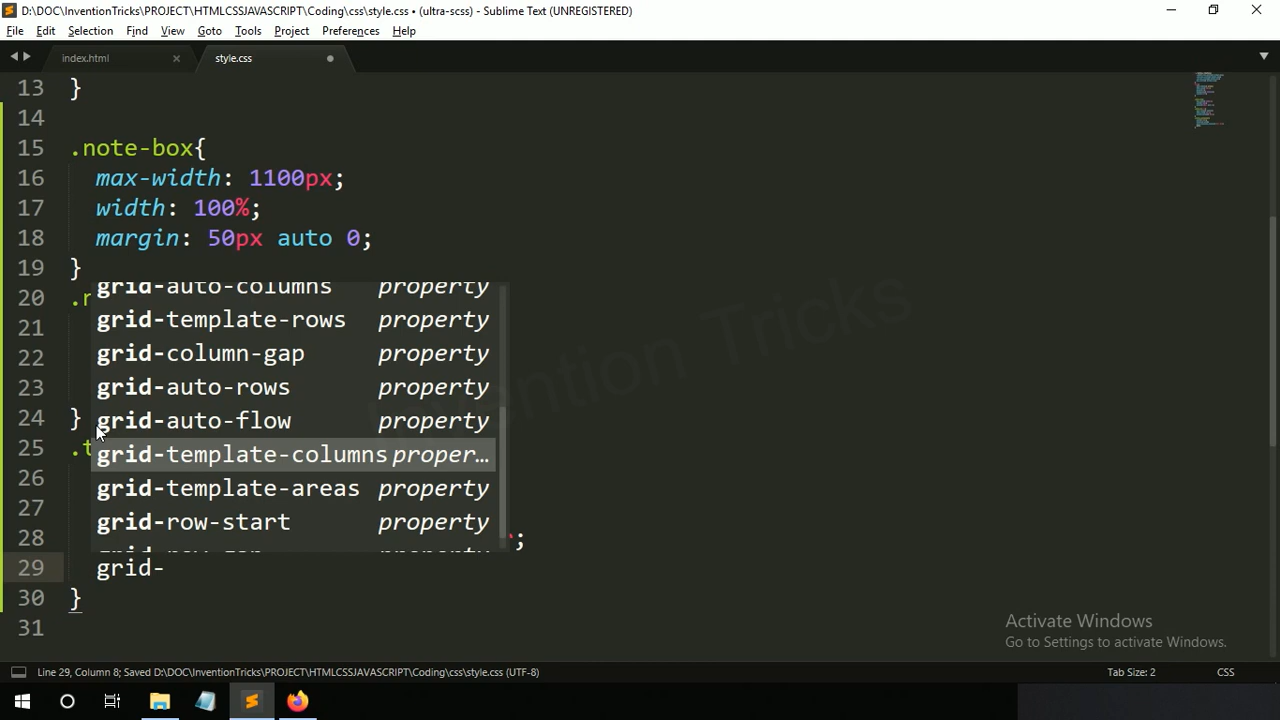 D:\DOC\InventionTricks\PROJECT\HTMLCSSJAVASCRIPT\Coding\css\style.css • (ultra-scss) - Sublime Text (UNREGISTERED)
File Edit Selection Find View Goto Tools Project Preferences Help
index.html × style.css
13 }
14
15 .note-box{
16 max-width: 1100px;
17 width: 100%;
18 margin: 50px auto 0;
19 }
grid-auto-columns property
20 .n
grid-template-rows property
21
grid-column-gap property
22
grid-auto-rows property
23
24 } grid-auto-flow property
25 .t grid-template-columns proper…
26
grid-template-areas property
27
grid-row-start property
28 ;
29 grid-
30 }
31
Invention Tricks
Activate Windows
Go to Settings to activate Windows.
Line 29, Column 8; Saved D:\DOC\InventionTricks\PROJECT\HTMLCSSJAVASCRIPT\Coding\css\style.css (UTF-8) Tab Size: 2 CSS